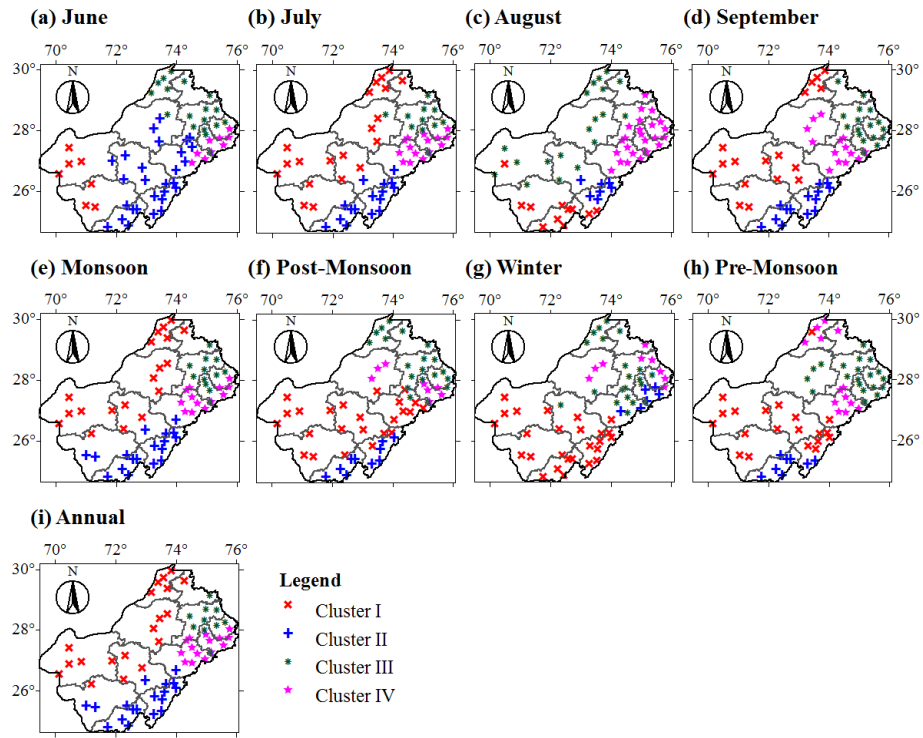 (a) June (b) July (c) August (d) September
70° 72° 74° 76° 70° 72° 74° 76° 70° 72° 74° 76° 70° 72° 74° 76°
30° N 30° N N N 30°
28° 28° 28°
26° 26° 26°
(e) Monsoon (f) Post-Monsoon (g) Winter (h) Pre-Monsoon
70° 72° 74° 76° 70° 72° 74° 76° 70° 72° 74° 76° 70° 72° 74° 76°
30° N N N N 30°
28° 28°
26° 26°
(i) Annual
70° 72° 74° 76°
30° N
28°
26°
Legend
Cluster I
Cluster II
Cluster III
Cluster IV